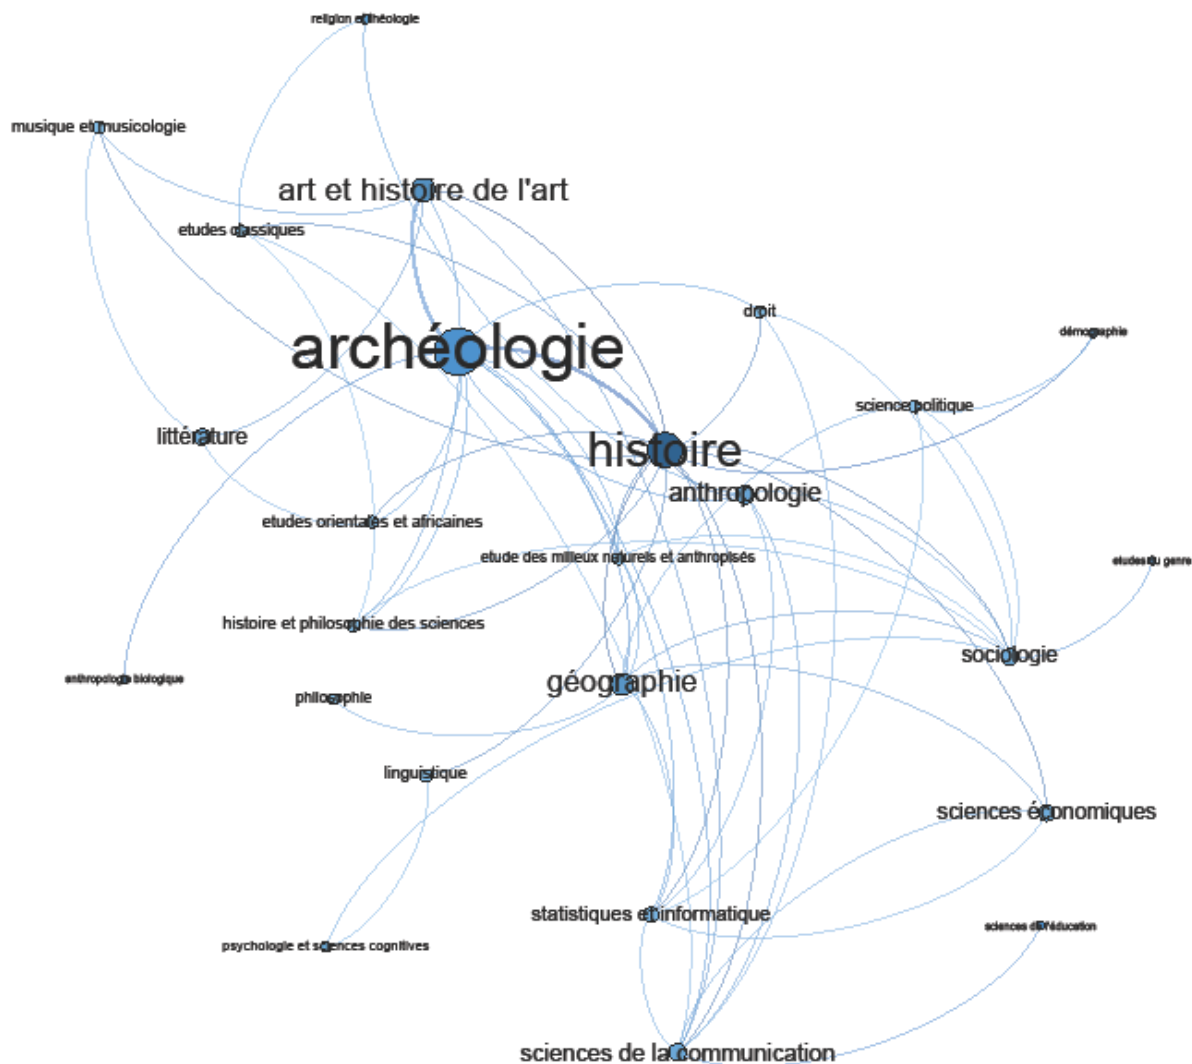 religion archéologie
musique et musicologie
art et histoire de l'art
etudes classiques
droit
démographie
archéologie
science politique
littérature
histoire
anthropologie
etudes orientales et africaines
etude des milieux naturels et anthropisés
etudes du genre
histoire et philosophie des sciences
sociologie
anthropologie biologique
géographie
philosophie
linguistique
sciences économiques
statistiques et informatique
sciences de l'éducation
psychologie et sciences cognitives
sciences de la communication